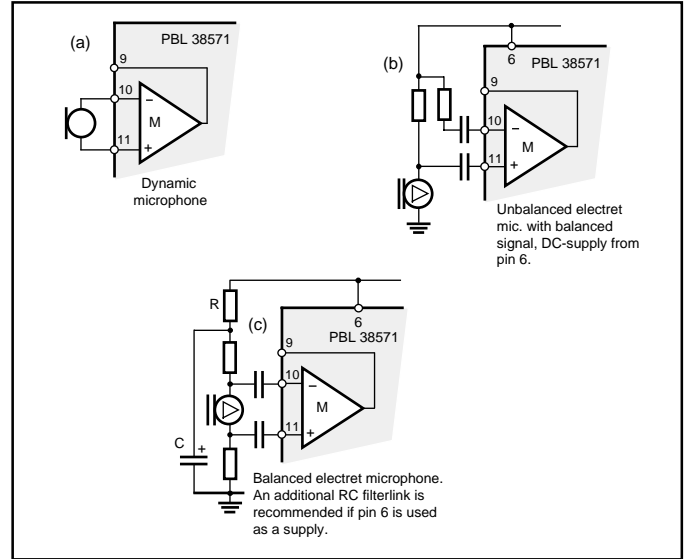 (a)
PBL 38571
9
10
−
M
11
+
Dynamic
microphone
(b)
6
PBL 38571
9
10
−
M
11
+
Unbalanced electret
mic. with balanced
signal, DC-supply from
pin 6.
(c)
R
6
PBL 38571
9
10
−
M
11
+
C
+
Balanced electret microphone.
An additional RC filterlink is
recommended if pin 6 is used
as a supply.